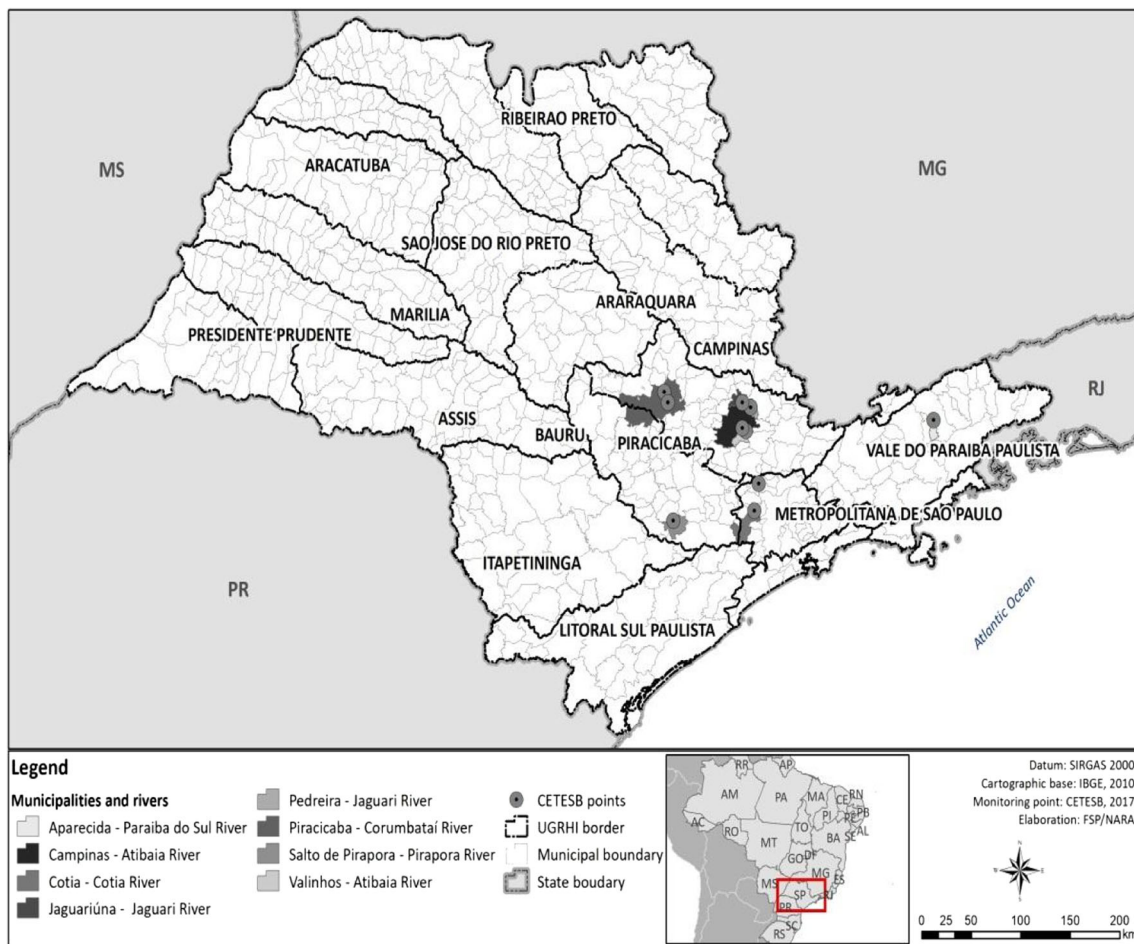 RIBEIRAO PRETO
MS
ARACATUBA
MG
SAO JOSE DO RIO PRETO
ARARAQUARA
MARILIA
PRESIDENTE PRUDENTE
CAMPINAS
RJ
ASSIS
BAURU
PIRACICABA
VALE DO PARAIBA PAULISTA
METROPOLITANA DE SAO PAULO
ITAPETININGA
PR
LITORAL SUL PAULISTA
Atlantic Ocean
Legend
Municipalities and rivers
Aparecida - Paraiba do Sul River
Campinas - Atibaia River
Cotia - Cotia River
Jaguariúna - Jaguari River
Pedreira - Jaguari River
Piracicaba - Corumbataí River
Salto de Pirapora - Pirapora River
Valinhos - Atibaia River
CETESB points
UGRHI border
Municipal boundary
State boudary
RR AP
AM PA MA CE RN
PB
PI PE
AC RO TO AL
SE
MT BA
GO DF
MG
ES
MS SP RJ
PR
SC
RS
Datum: SIRGAS 2000
Cartographic base: IBGE, 2010
Monitoring point: CETESB, 2017
Elaboration: FSP/NARA
N
0 25 50 100 150 200
km